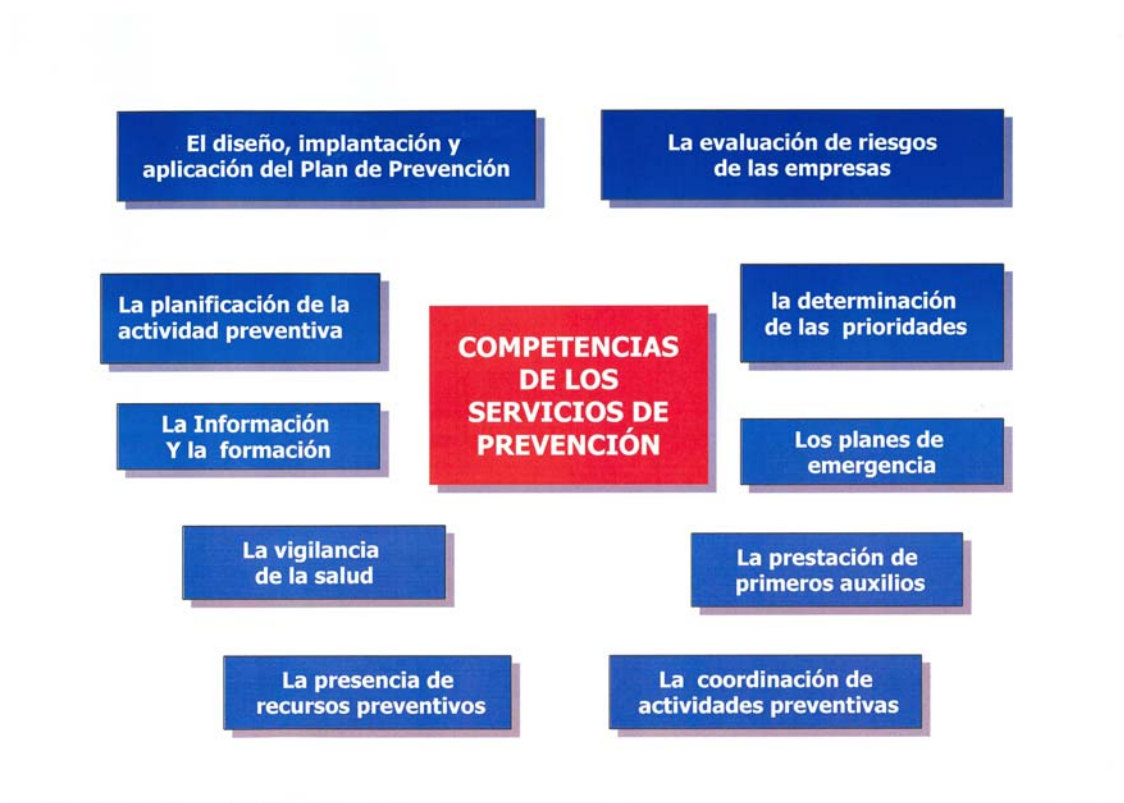 El diseño, implantación y
aplicación del Plan de Prevención
La evaluación de riesgos
de las empresas
La planificación de la
actividad preventiva
la determinación
de las prioridades
COMPETENCIAS
DE LOS
SERVICIOS DE
PREVENCIÓN
La Información
Y la formación
Los planes de
emergencia
La vigilancia
de la salud
La prestación de
primeros auxilios
La presencia de
recursos preventivos
La coordinación de
actividades preventivas